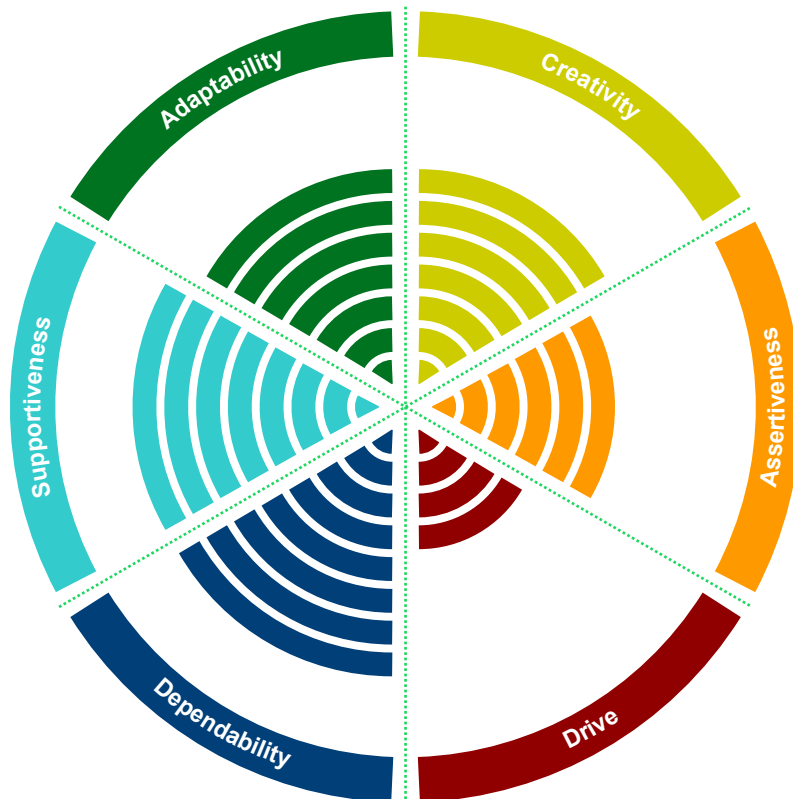 Adaptability
Creativity
Supportiveness
Assertiveness
Dependability
Drive